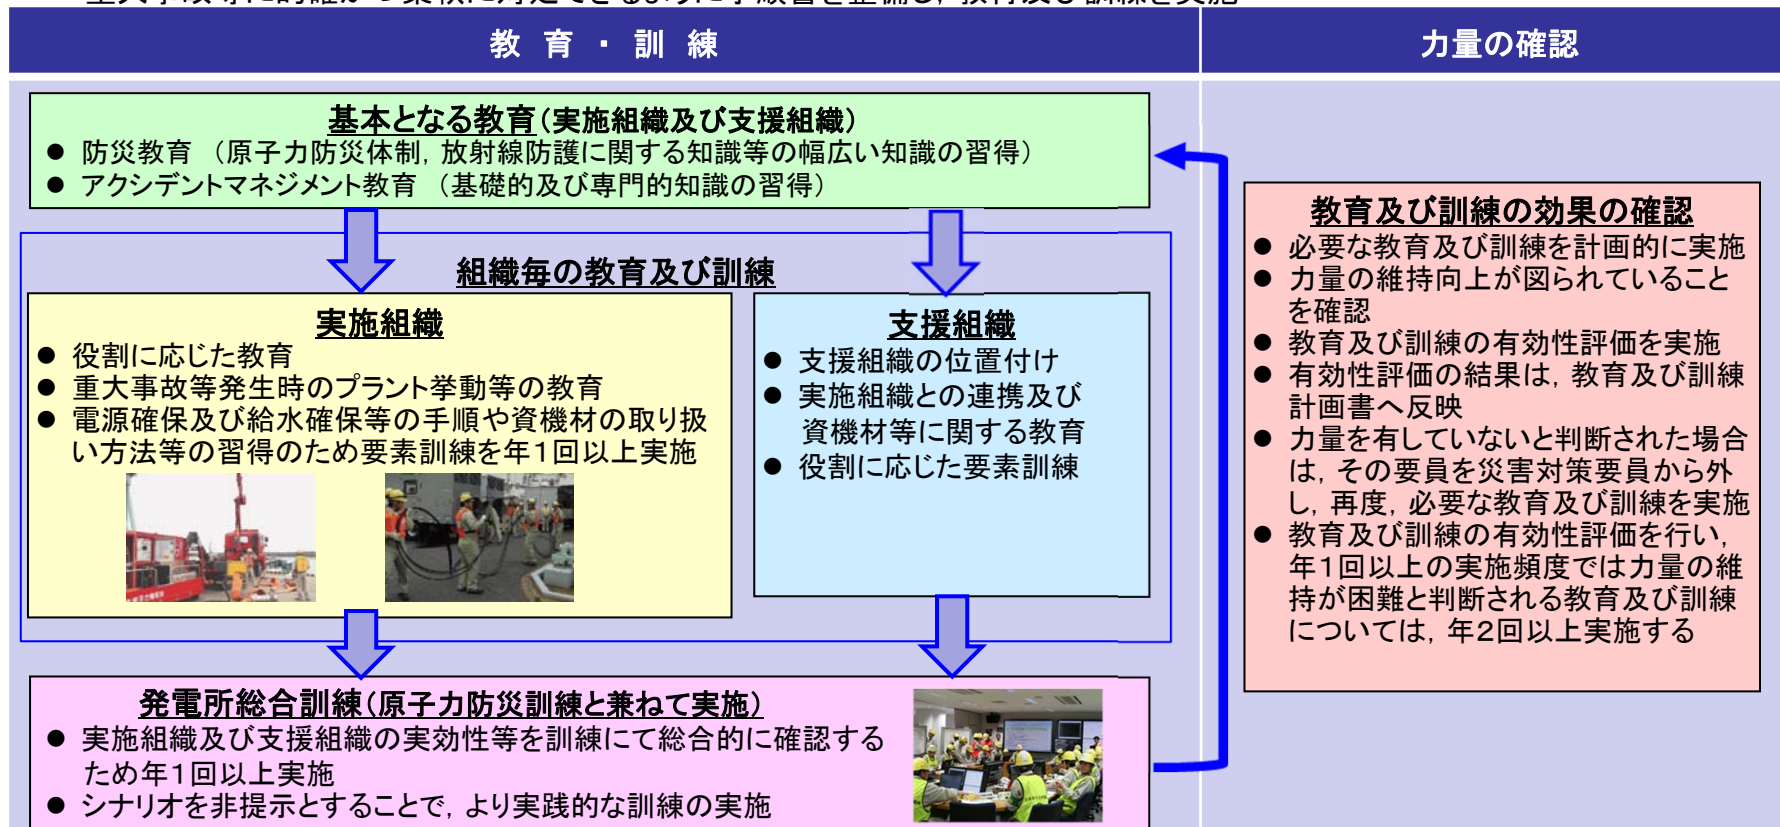 教育・訓練
力量の確認
基本となる教育(実施組織及び支援組織)
● 防災教育 (原子力防災体制，放射線防護に関する知識等の幅広い知識の習得)
● アクシデントマネジメント教育 (基礎的及び専門的知識の習得)
組織毎の教育及び訓練
実施組織
● 役割に応じた教育
● 重大事故等発生時のプラント挙動等の教育
● 電源確保及び給水確保等の手順や資機材の取り扱
い方法等の習得のため要素訓練を年１回以上実施
支援組織
● 支援組織の位置付け
● 実施組織との連携及び
資機材等に関する教育
● 役割に応じた要素訓練
発電所総合訓練(原子力防災訓練と兼ねて実施)
● 実施組織及び支援組織の実効性等を訓練にて総合的に確認する
ため年１回以上実施
● シナリオを非提示とすることで，より実践的な訓練の実施
教育及び訓練の効果の確認
● 必要な教育及び訓練を計画的に実施
● 力量の維持向上が図られていること
を確認
● 教育及び訓練の有効性評価を実施
● 有効性評価の結果は，教育及び訓練
計画書へ反映
● 力量を有していないと判断された場合
は，その要員を災害対策要員から外
し，再度，必要な教育及び訓練を実施
● 教育及び訓練の有効性評価を行い，
年１回以上の実施頻度では力量の維
持が困難と判断される教育及び訓練
については，年２回以上実施する